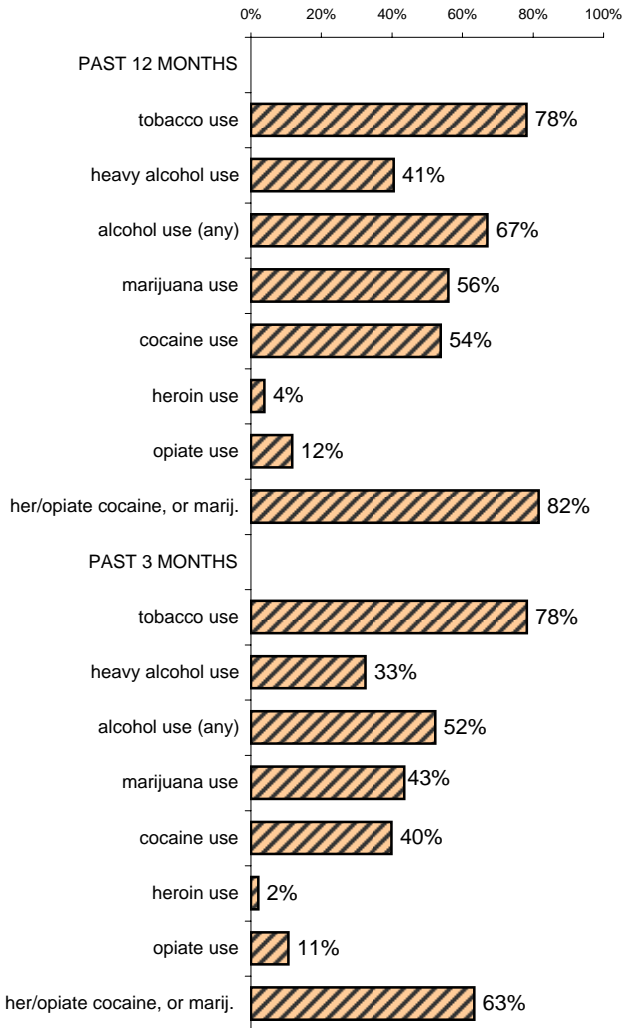 0% 20% 40% 60% 80% 100%
PAST 12 MONTHS
tobacco use 78%
heavy alcohol use 41%
alcohol use (any) 67%
marijuana use 56%
cocaine use 54%
heroin use 4%
opiate use 12%
her/opiate cocaine, or marij. 82%
PAST 3 MONTHS
tobacco use 78%
heavy alcohol use 33%
alcohol use (any) 52%
marijuana use 43%
cocaine use 40%
heroin use 2%
opiate use 11%
her/opiate cocaine, or marij. 63%